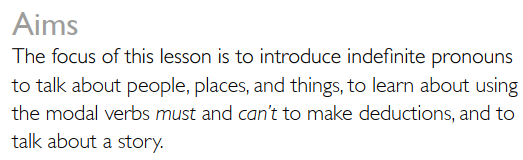 Aims
The focus of this lesson is to introduce indefinite pronouns
to talk about people, places, and things, to learn about using
the modal verbs must and can't to make deductions, and to
talk about a story.